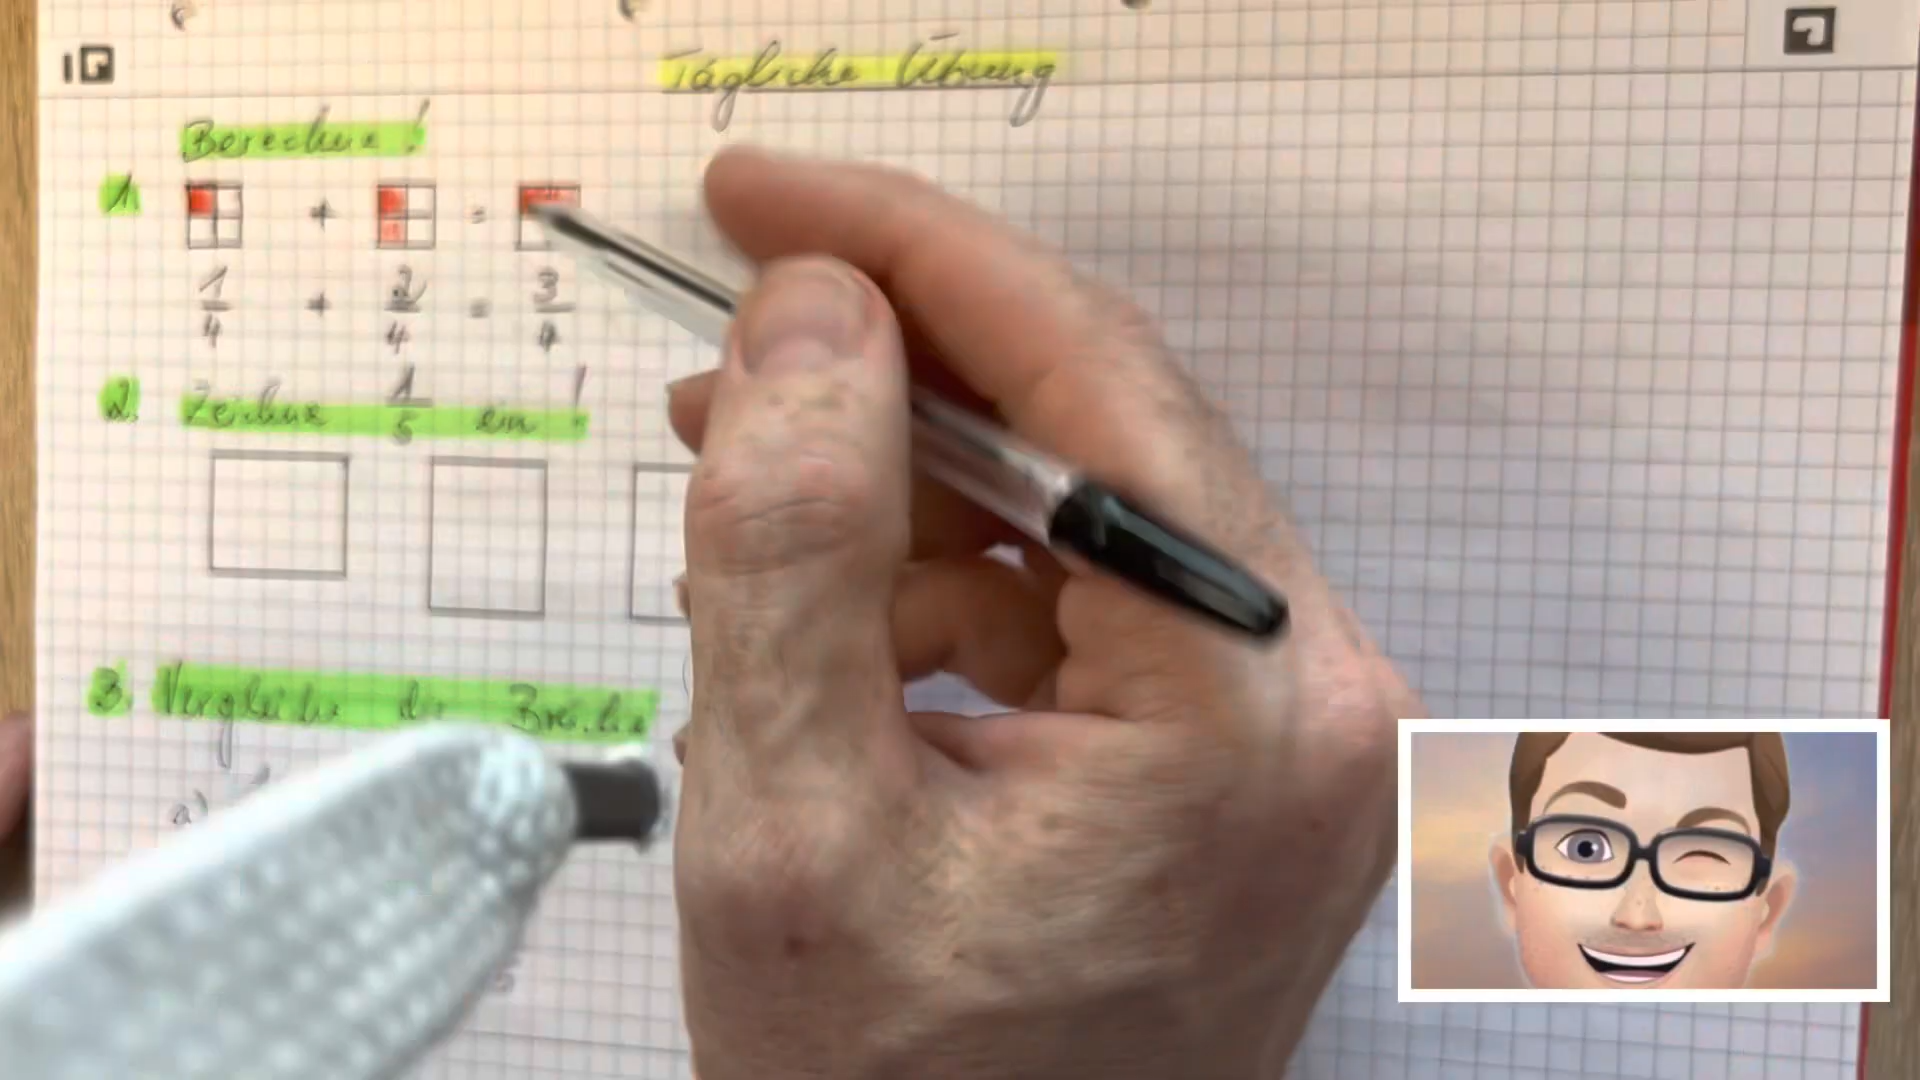 Tägliche Übung
Berechne!
1. + =
1/4 + 2/4 = 3/4
2. Zeichne 1/5 ein!
3. Vergleiche die Brüche
a)